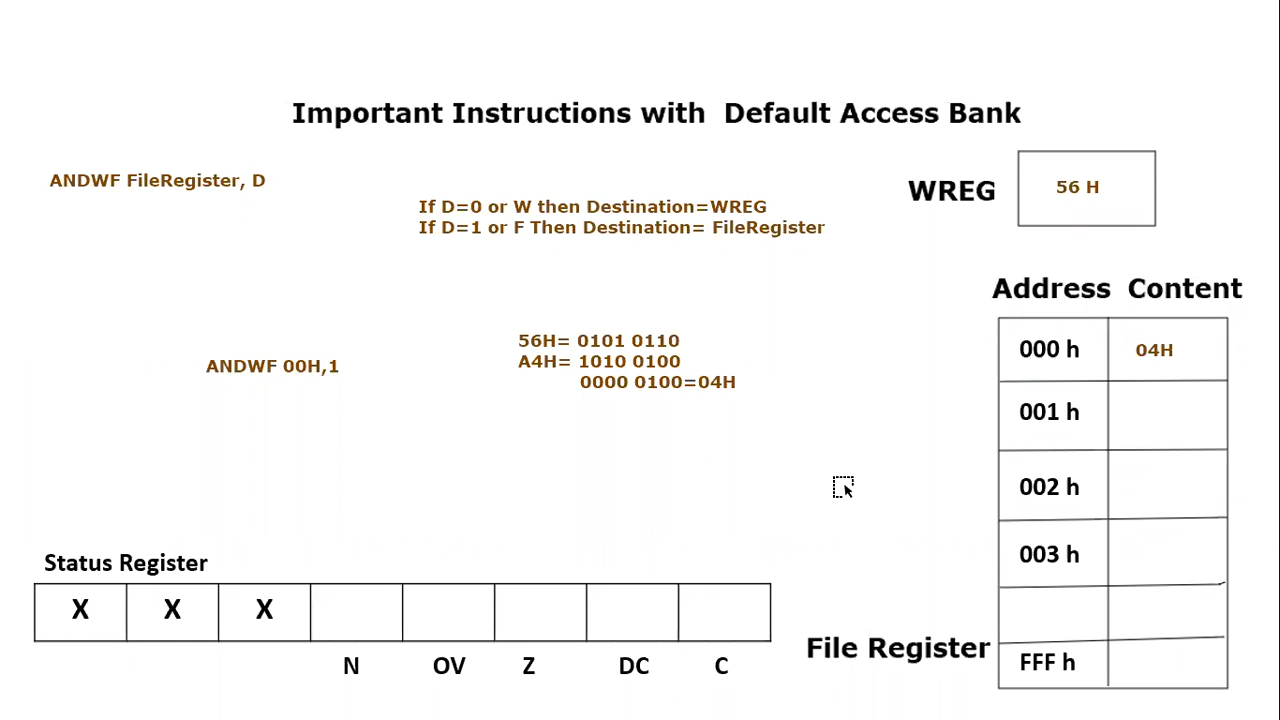 Important Instructions with Default Access Bank
ANDWF FileRegister, D
If D=0 or W then Destination=WREG
If D=1 or F Then Destination= FileRegister
WREG
56 H
Address Content
000 h 04H
001 h
002 h
003 h
FFF h
File Register
ANDWF 00H,1
56H= 0101 0110
A4H= 1010 0100
0000 0100=04H
Status Register
X X X
N OV Z DC C